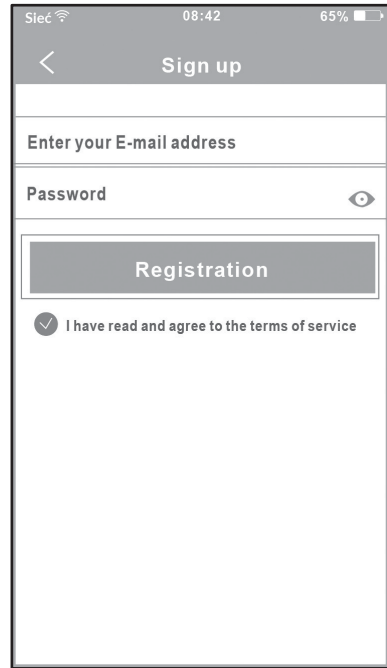 Sieć 08:42 65%
Sign up
Enter your E-mail address
Password
Registration
I have read and agree to the terms of service